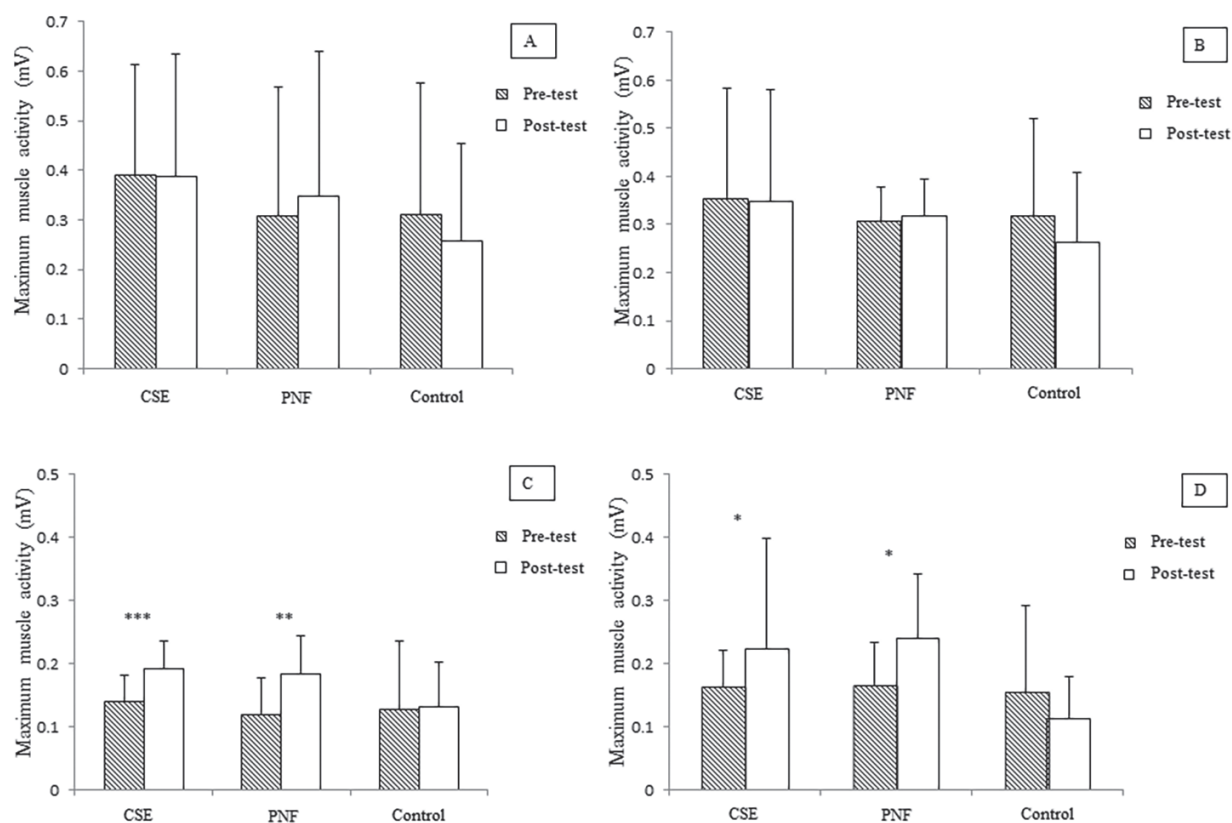 A
Maximum muscle activity (mV)
0.7
0.6
0.5
0.4
0.3
0.2
0.1
0
Pre-test
Post-test
CSE PNF Control
B
Maximum muscle activity (mV)
0.7
0.6
0.5
0.4
0.3
0.2
0.1
0
Pre-test
Post-test
CSE PNF Control
C
Maximum muscle activity (mV)
0.5
0.4
0.3
0.2
0.1
0
Pre-test
Post-test
*** **
CSE PNF Control
D
Maximum muscle activity (mV)
0.5
0.4
0.3
0.2
0.1
0
Pre-test
Post-test
* *
CSE PNF Control